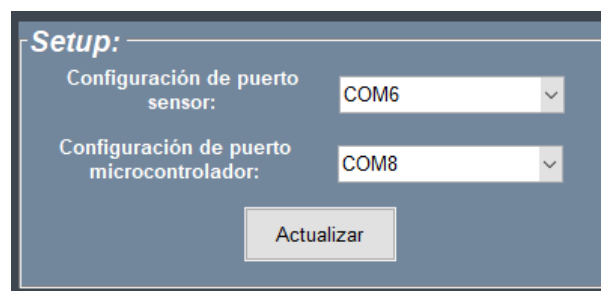 Setup:
Configuración de puerto
sensor:
COM6
Configuración de puerto
microcontrolador:
COM8
Actualizar